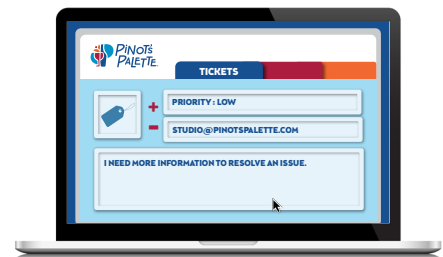 PINOT'S
PALETTE
TICKETS
PRIORITY : LOW
STUDIO@PINOTSPALETTE.COM
I NEED MORE INFORMATION TO RESOLVE AN ISSUE.